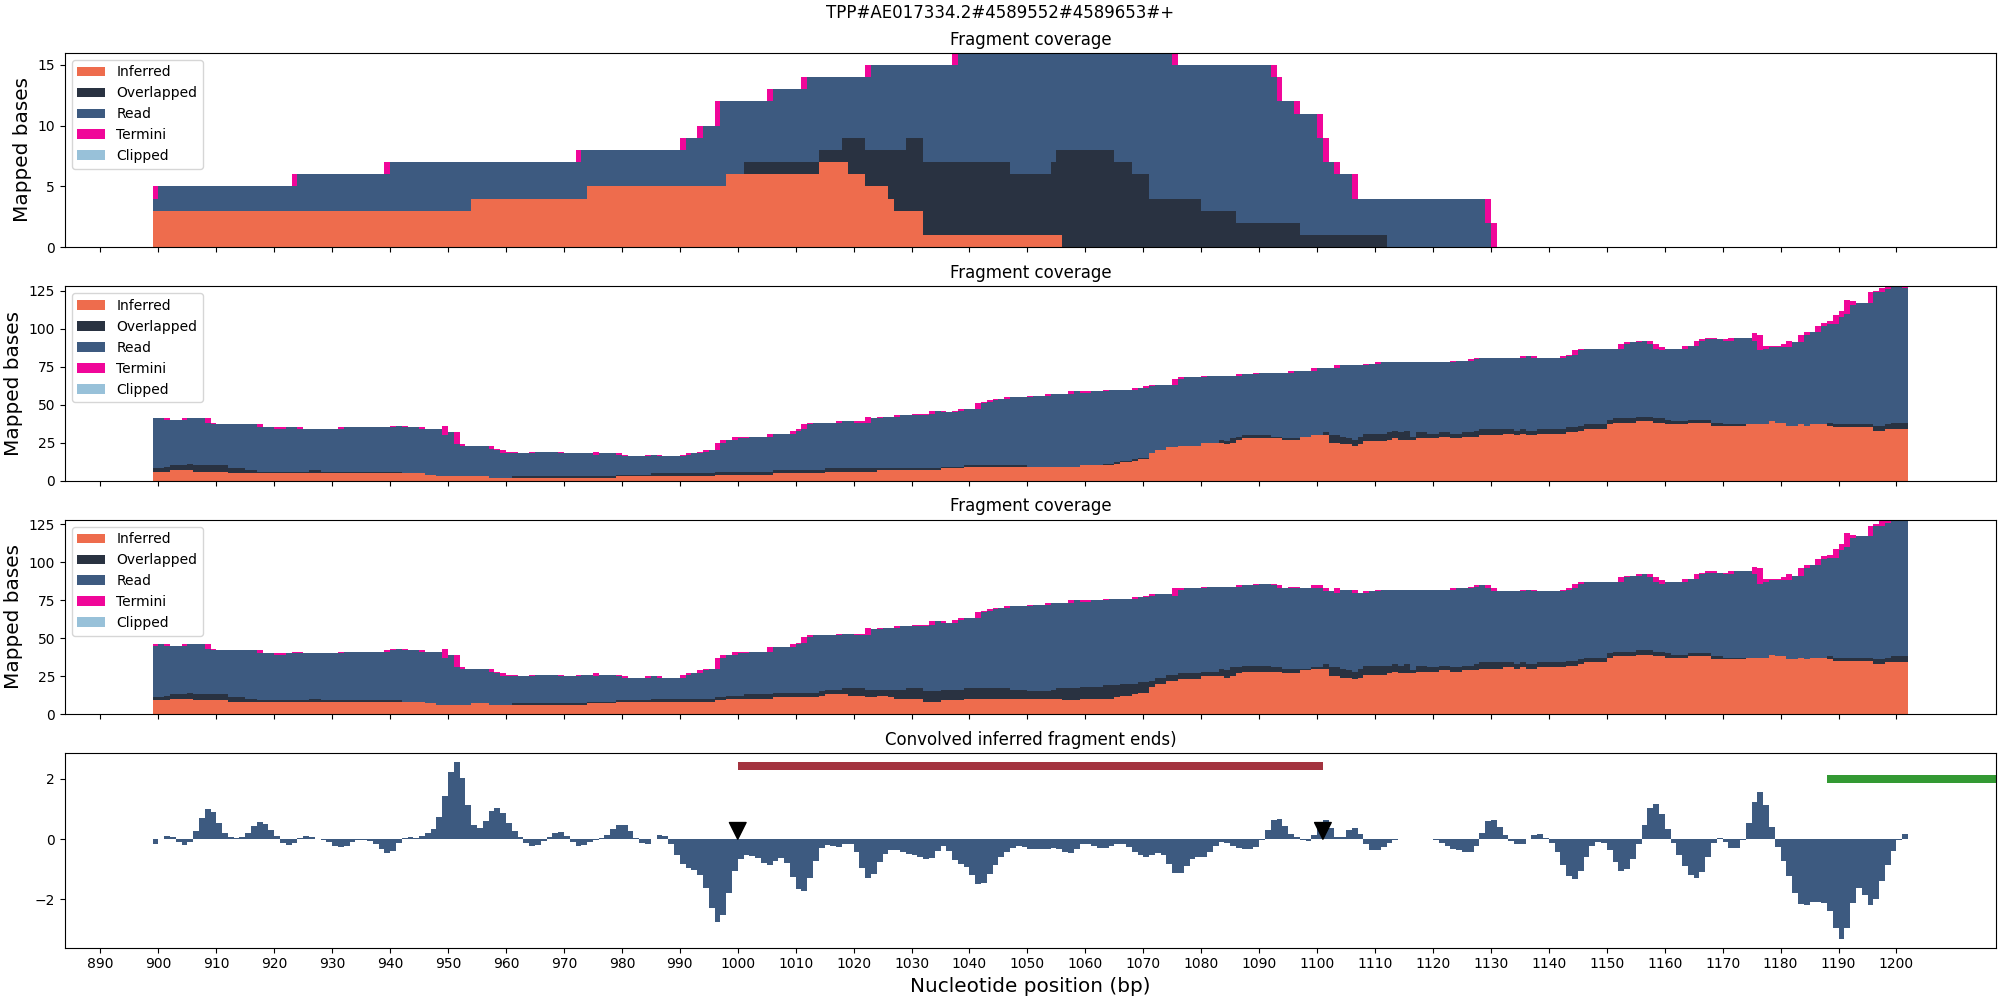 TPP#AE017334.2#4589552#4589653#+
Fragment coverage
15
10
5
0
Mapped bases
Inferred
Overlapped
Read
Termini
Clipped
Fragment coverage
125
100
75
50
25
0
Mapped bases
Inferred
Overlapped
Read
Termini
Clipped
Fragment coverage
125
100
75
50
25
0
Mapped bases
Inferred
Overlapped
Read
Termini
Clipped
Convolved inferred fragment ends)
2
0
−2
890 900 910 920 930 940 950 960 970 980 990 1000 1010 1020 1030 1040 1050 1060 1070 1080 1090 1100 1110 1120 1130 1140 1150 1160 1170 1180 1190 1200
Nucleotide position (bp)